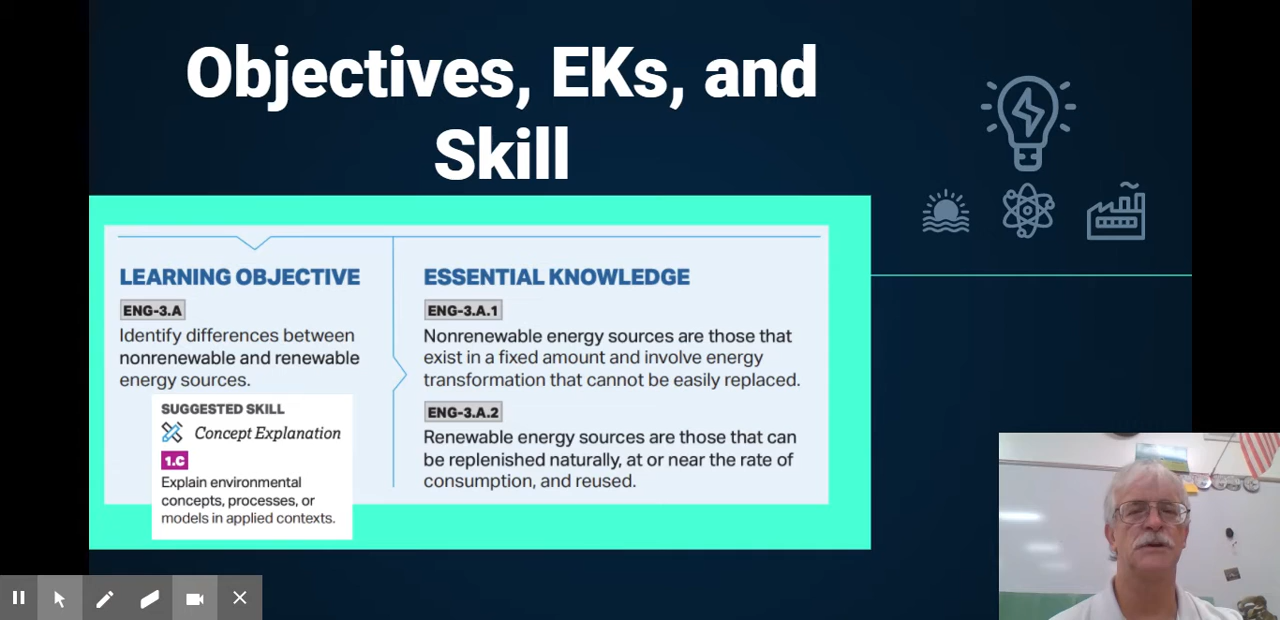 Objectives, EKs, and
Skill
LEARNING OBJECTIVE
ENG-3.A
Identify differences between
nonrenewable and renewable
energy sources.
SUGGESTED SKILL
Concept Explanation
1.C
Explain environmental
concepts, processes, or
models in applied contexts.
ESSENTIAL KNOWLEDGE
ENG-3.A.1
Nonrenewable energy sources are those that
exist in a fixed amount and involve energy
transformation that cannot be easily replaced.
ENG-3.A.2
Renewable energy sources are those that can
be replenished naturally, at or near the rate of
consumption, and reused.